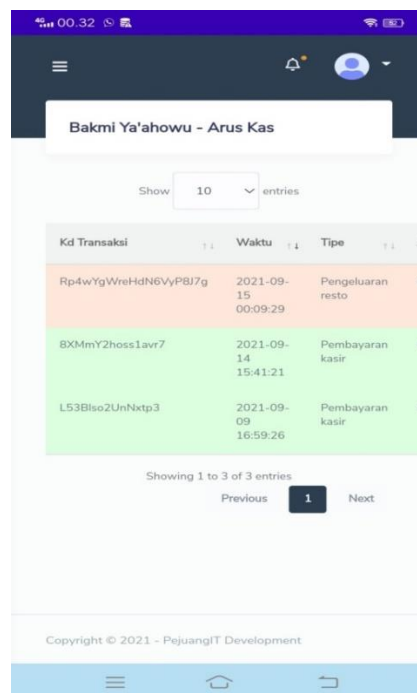 4G 00.32
Bakmi Ya'ahowu - Arus Kas
Show 10 entries
Kd Transaksi Waktu Tipe
Rp4wYgWreHdN6VyP8J7g 2021-09- Pengeluaran
15 resto
00:09:29
8XMmY2hoss1avr7 2021-09- Pembayaran
14 kasir
15:41:21
L53BIso2UnNxtp3 2021-09- Pembayaran
09 kasir
16:59:26
Showing 1 to 3 of 3 entries
Previous 1 Next
Copyright © 2021 - PejuangIT Development